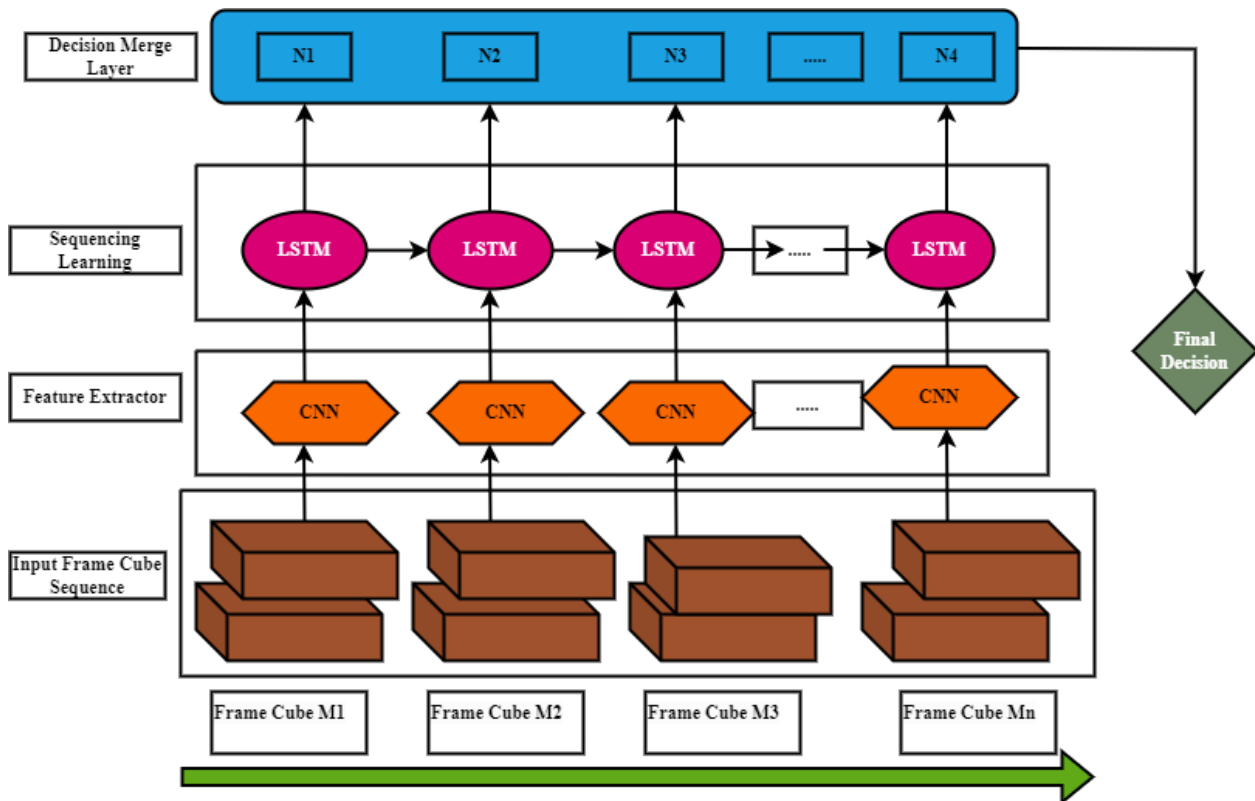 Decision Merge
Layer
N1
N2
N3
.....
N4
Sequencing
Learning
LSTM
LSTM
LSTM
.....
LSTM
Final
Decision
Feature Extractor
CNN
CNN
CNN
.....
CNN
Input Frame Cube
Sequence
Frame Cube M1
Frame Cube M2
Frame Cube M3
Frame Cube Mn